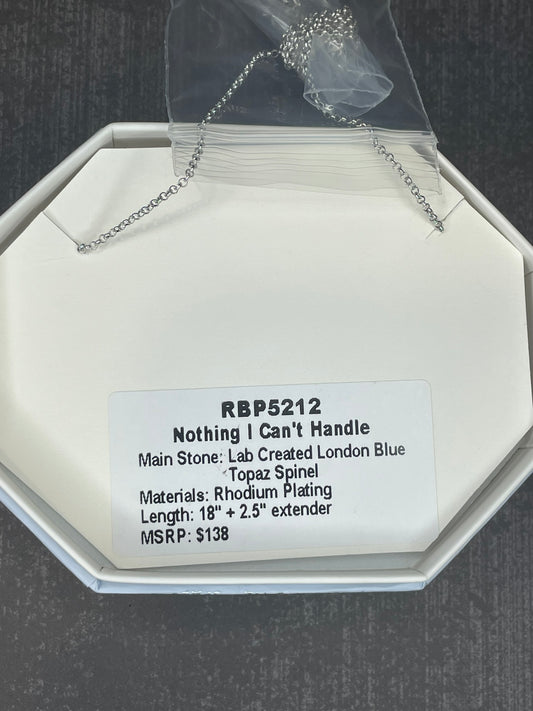 RBP5212
Nothing I Can't Handle
Main Stone: Lab Created London Blue
Topaz Spinel
Materials: Rhodium Plating
Length: 18" + 2.5" extender
MSRP: $138